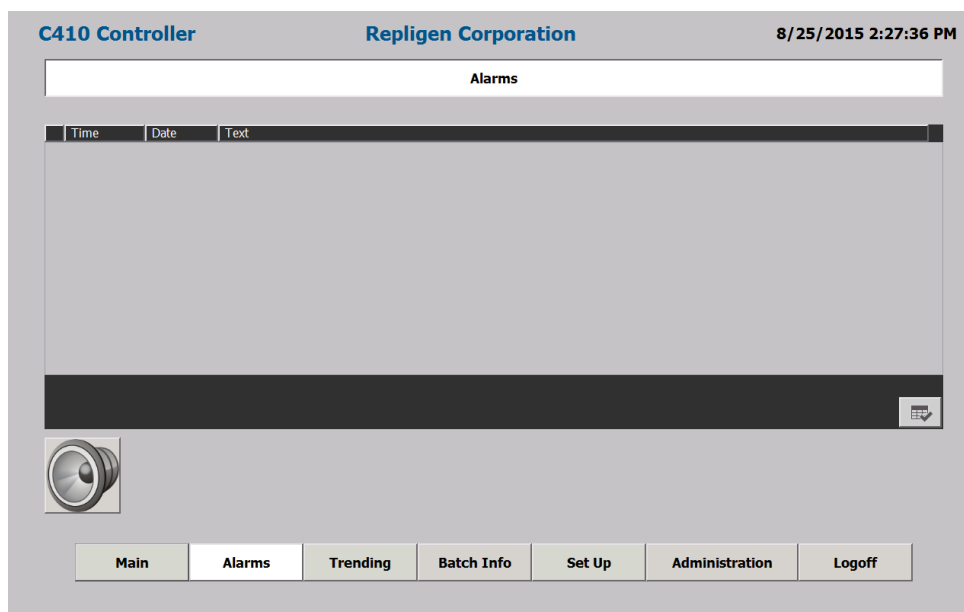 C410 Controller Repligen Corporation 8/25/2015 2:27:36 PM
Alarms
Time Date Text
Main Alarms Trending Batch Info Set Up Administration Logoff